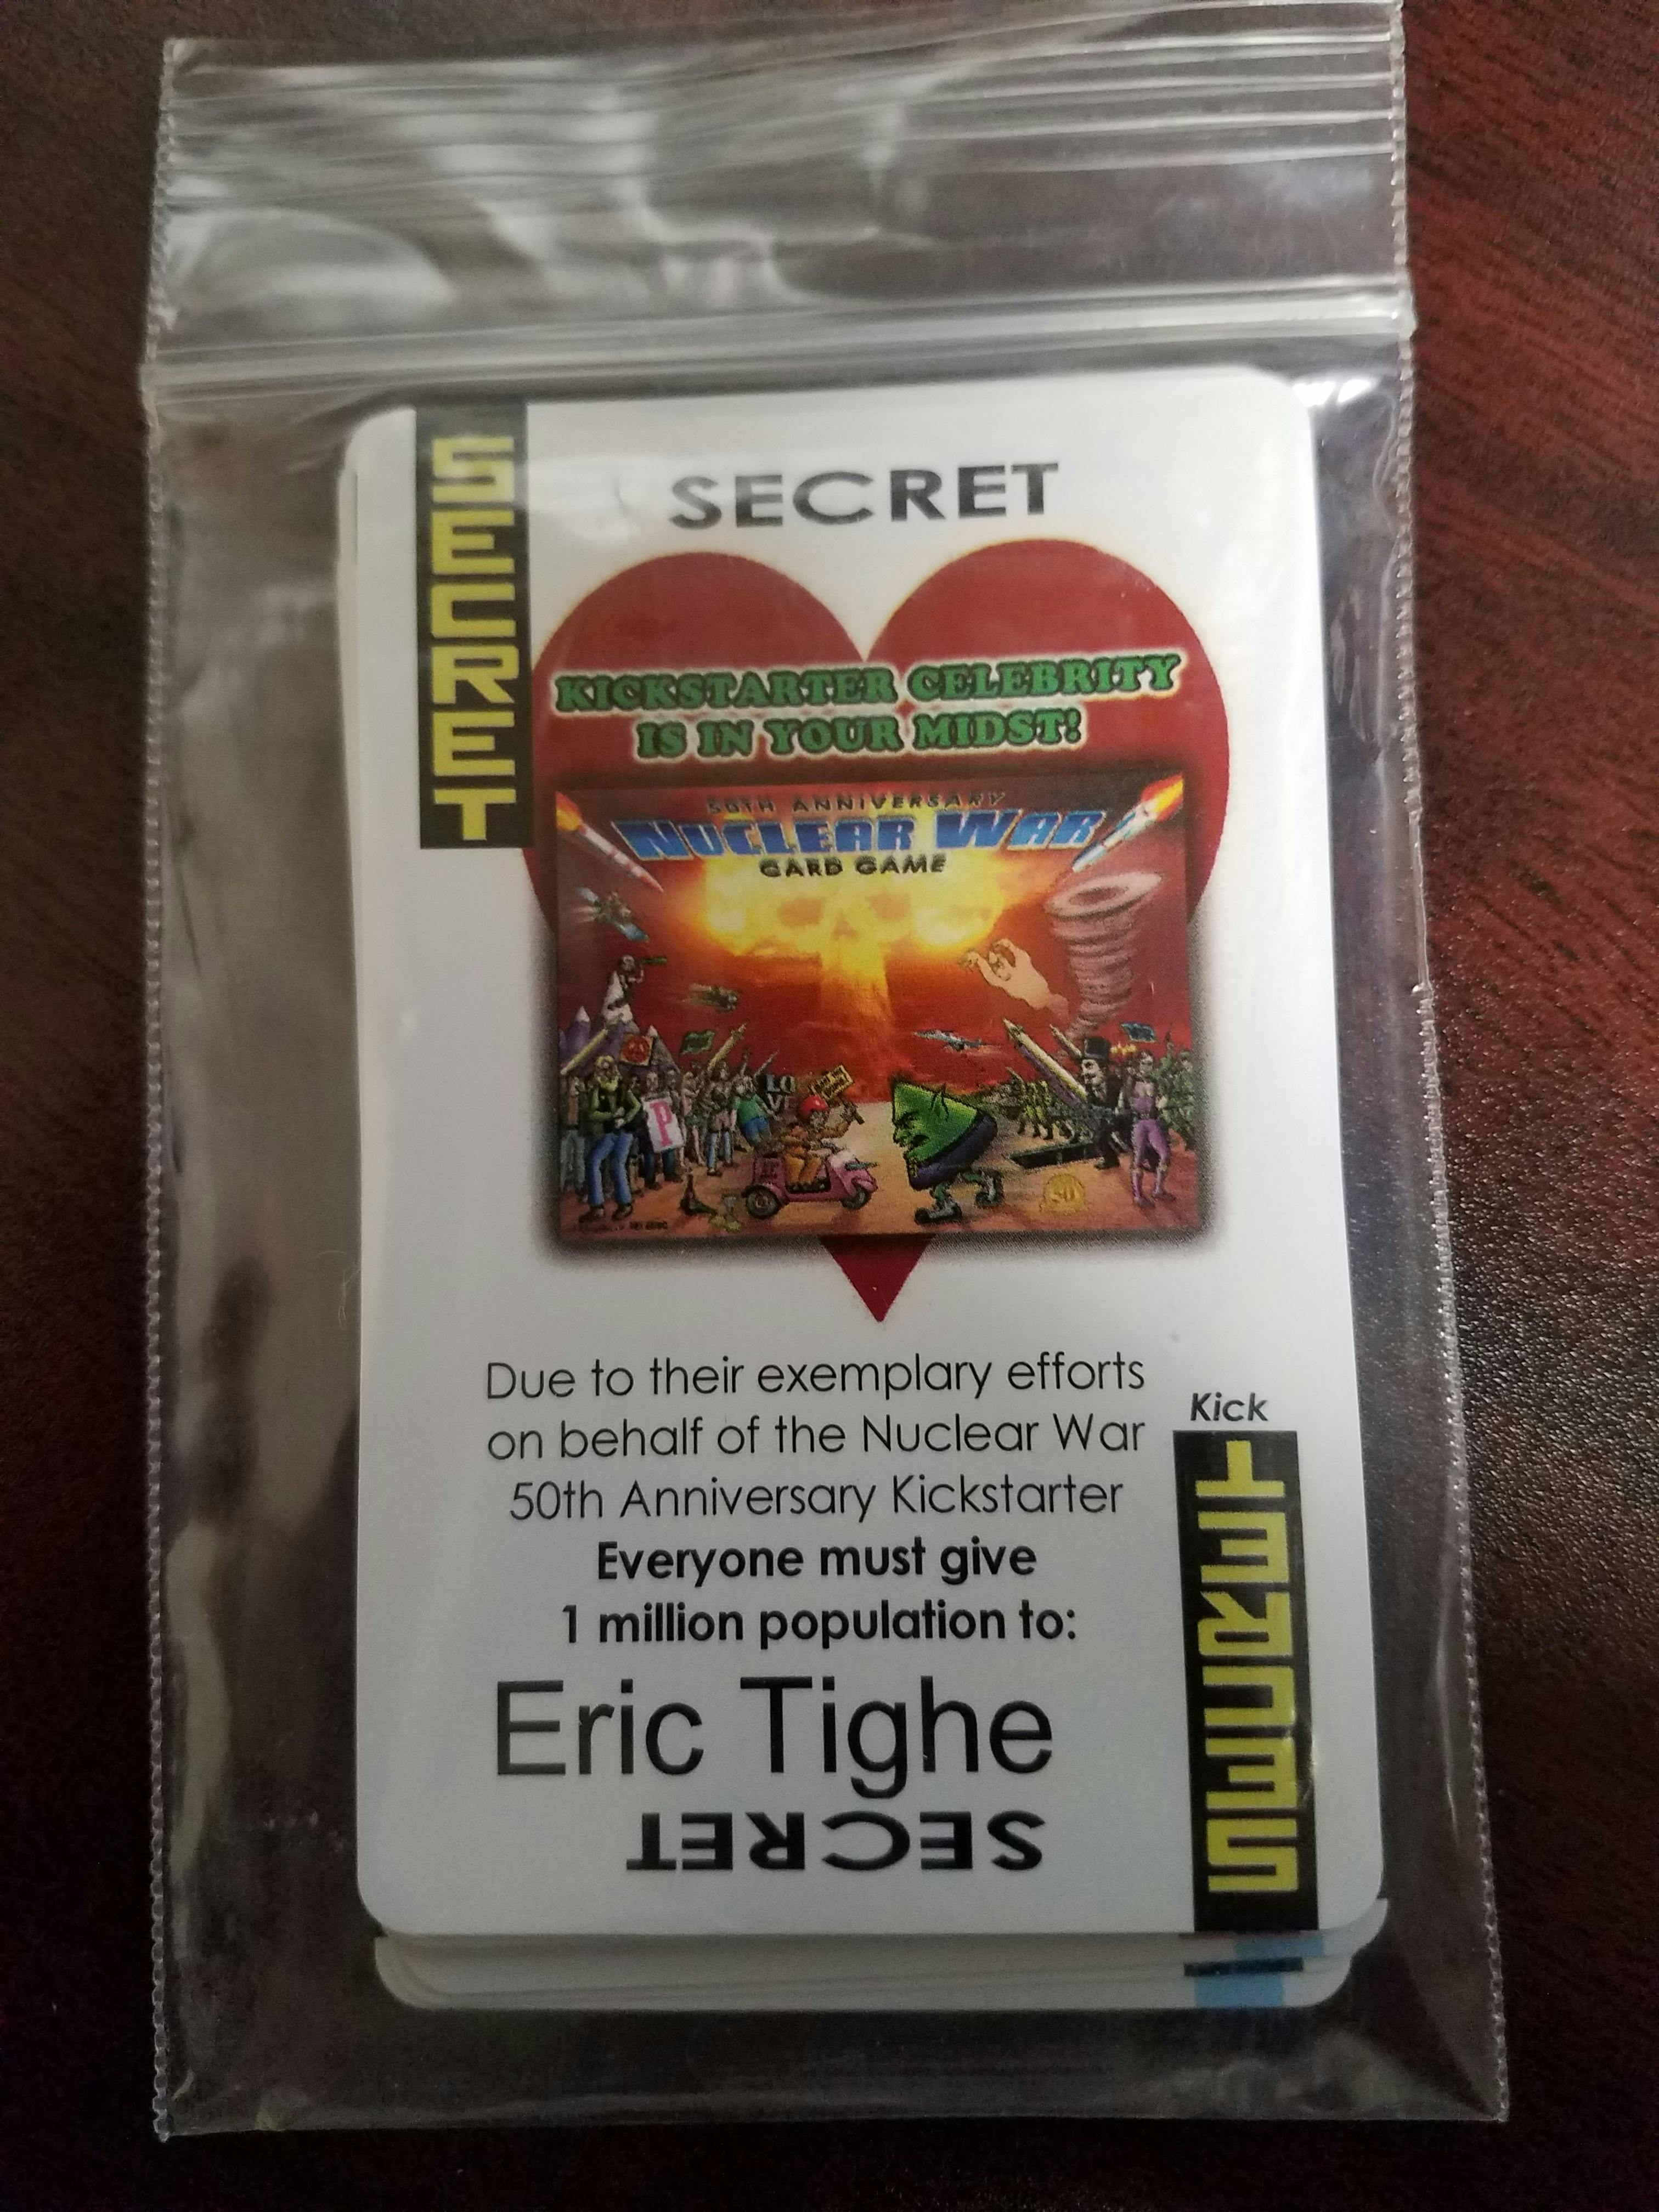 SECRET
SECRET
KICKSTARTER CELEBRITY
IS IN YOUR MIDST!
50TH ANNIVERSARY
NUCLEAR WAR
CARD GAME
P
50
Due to their exemplary efforts
on behalf of the Nuclear War
50th Anniversary Kickstarter
Everyone must give
1 million population to:
Eric Tighe
Kick
SECRET
SECRET